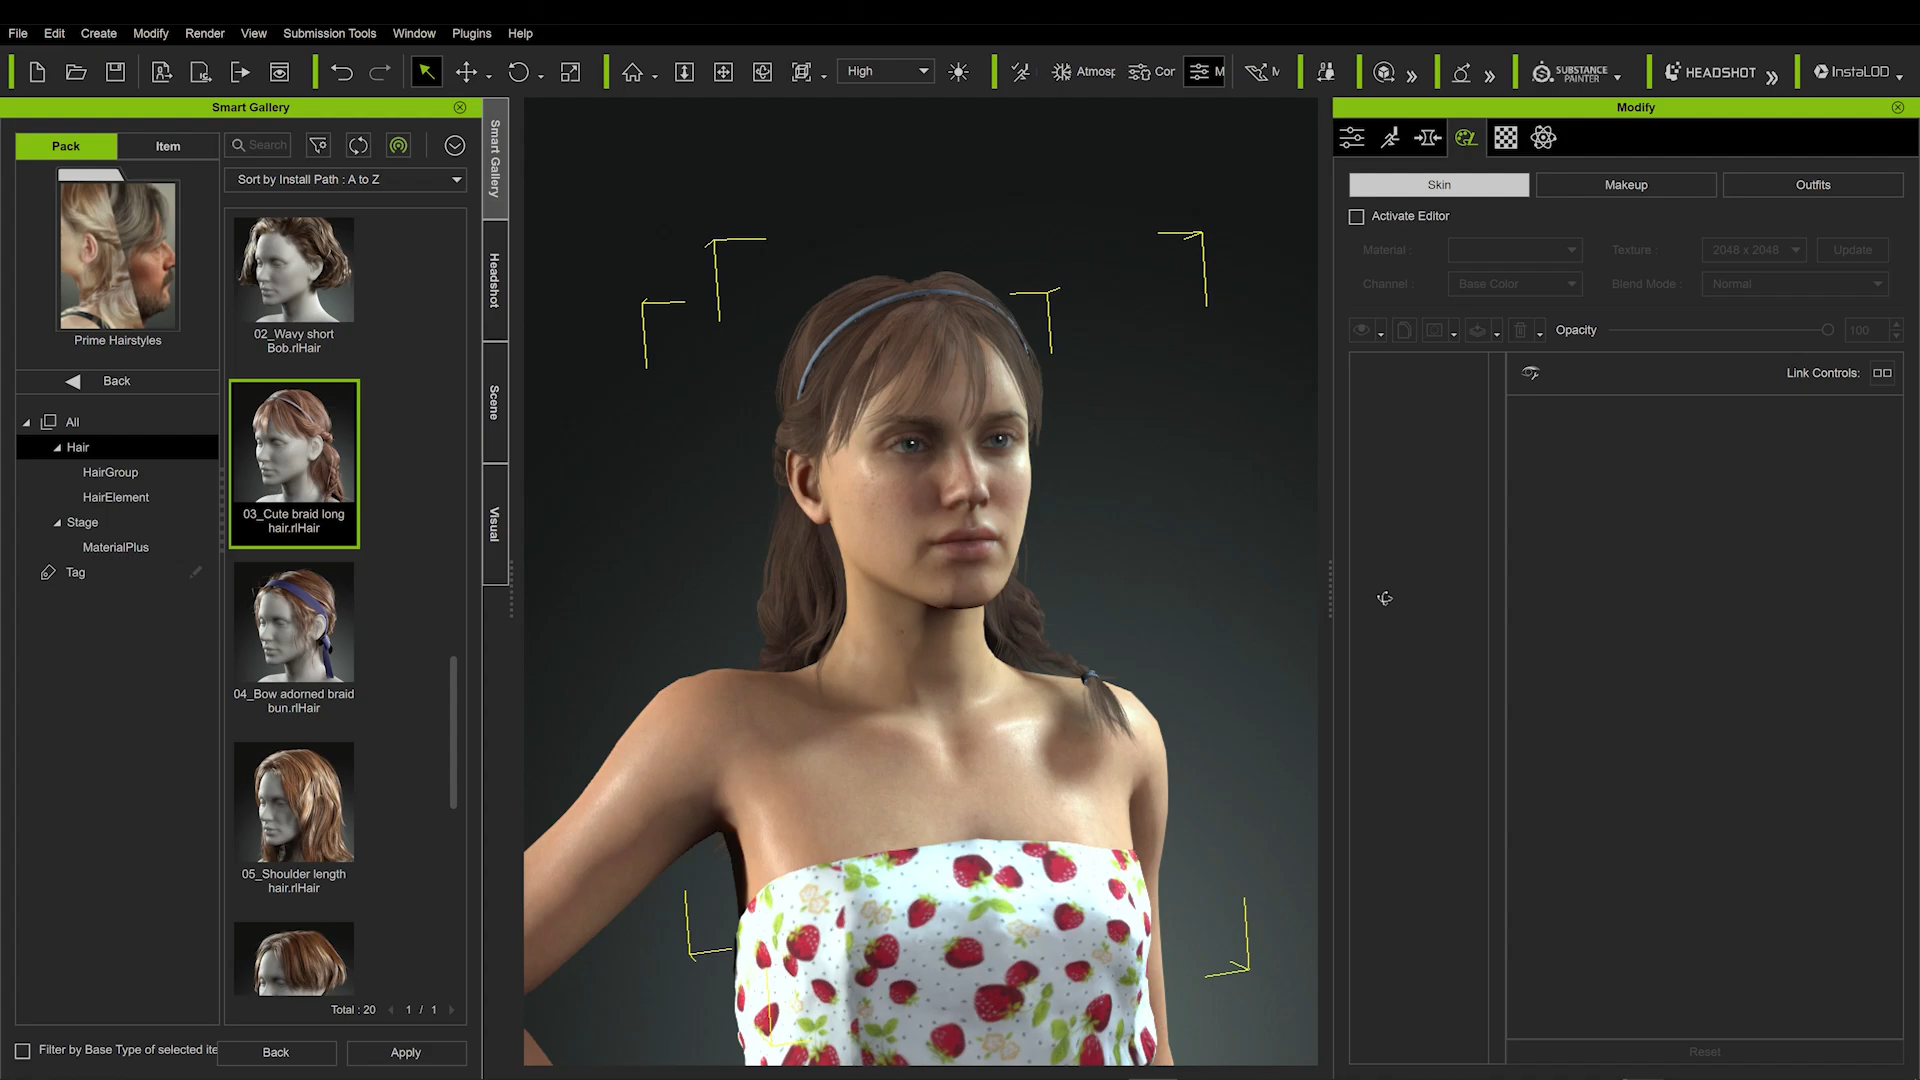 File Edit Create Modify Render View Submission Tools Window Plugins Help
High
Atmosp
Cor
M
M
SUBSTANCE
PAINTER
HEADSHOT
InstaLOD
Smart Gallery
Pack
Item
Search
Sort by Install Path : A to Z
Prime Hairstyles
Back
All
Hair
HairGroup
HairElement
Stage
MaterialPlus
Tag
02_Wavy short
Bob.rlHair
03_Cute braid long
hair.rlHair
04_Bow adorned braid
bun.rlHair
05_Shoulder length
hair.rlHair
Total : 20
1 / 1
Filter by Base Type of selected ite
Back
Apply
Smart Gallery
Headshot
Scene
Visual
Modify
Skin
Makeup
Outfits
Activate Editor
Material :
Texture :
2048 x 2048
Update
Channel :
Base Color
Blend Mode :
Normal
Opacity
100
Link Controls:
Reset